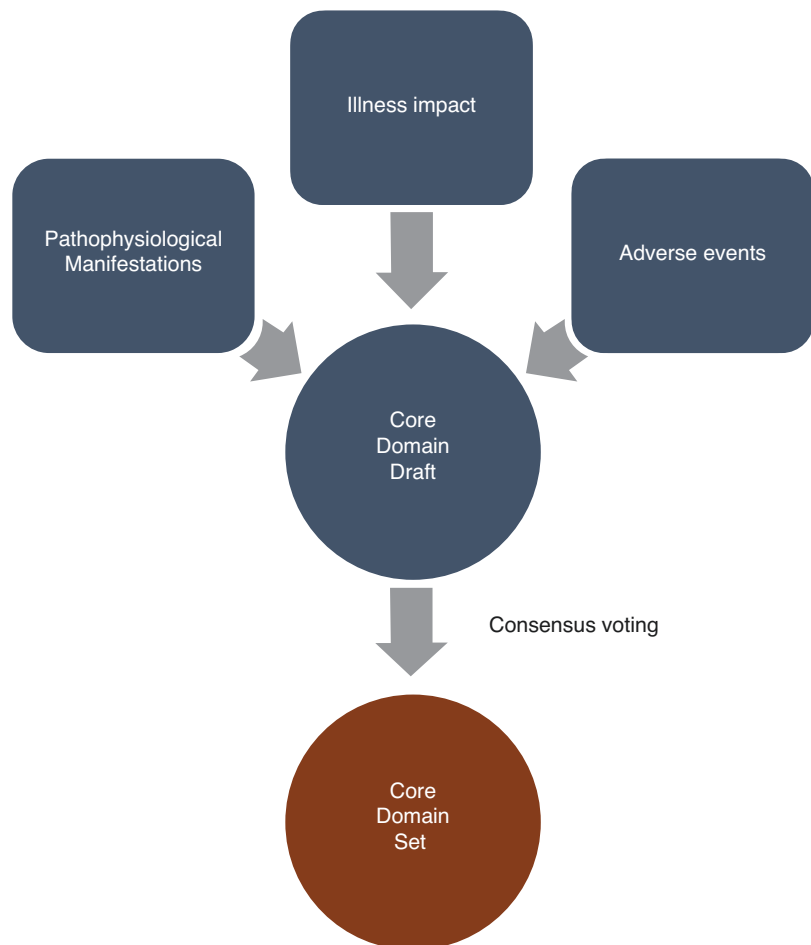 Illness impact
Pathophysiological
Manifestations
Adverse events
Core
Domain
Draft
Consensus voting
Core
Domain
Set